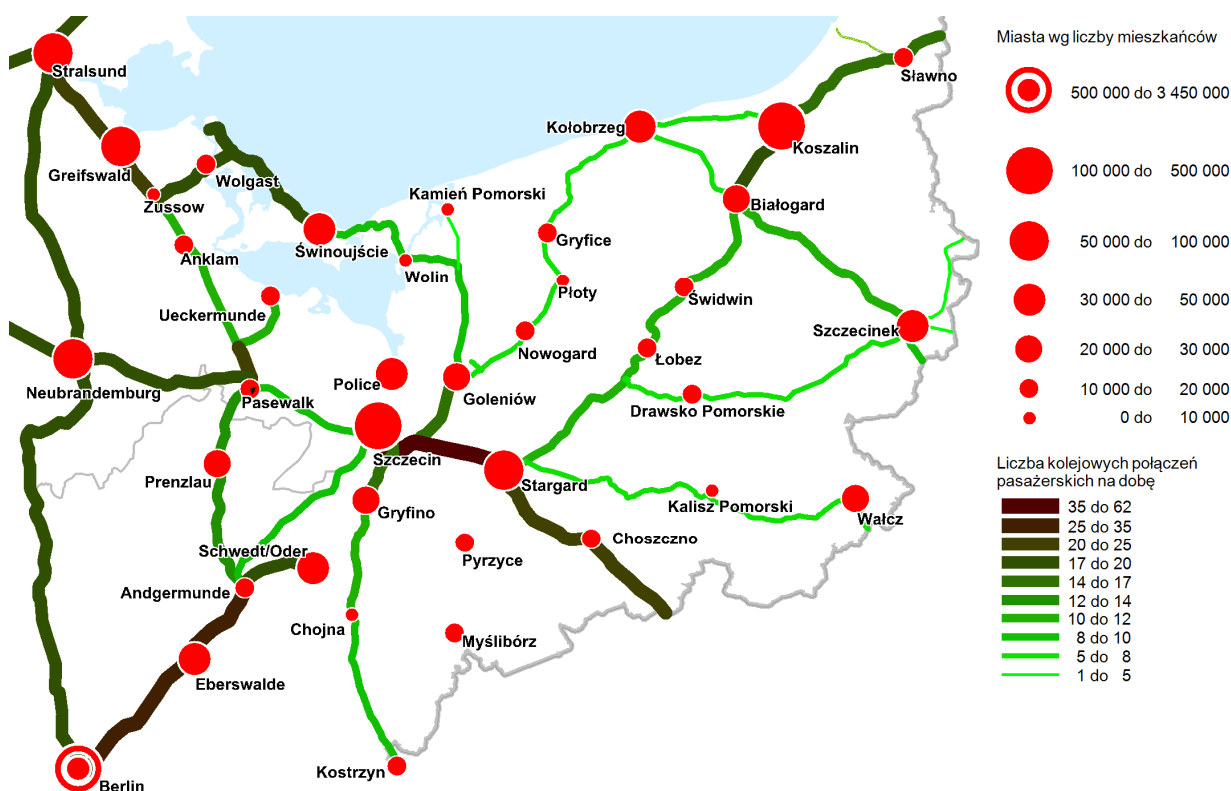 Stralsund
Greifswald
Wolgast
Zussow
Anklam
Ueckermunde
Neubrandemburg
Pasewalk
Prenzlau
Schwedt/Oder
Andgermunde
Eberswalde
Berlin
Świnoujście
Wolin
Kamień Pomorski
Kołobrzeg
Koszalin
Sławno
Białogard
Gryfice
Płoty
Nowogard
Świdwin
Łobez
Szczecinek
Drawsko Pomorskie
Police
Goleniów
Szczecin
Stargard
Gryfino
Kalisz Pomorski
Wałcz
Choszczno
Pyrzyce
Chojna
Myślibórz
Kostrzyn
Miasta wg liczby mieszkańców
500 000 do 3 450 000
100 000 do 500 000
50 000 do 100 000
30 000 do 50 000
20 000 do 30 000
10 000 do 20 000
0 do 10 000
Liczba kolejowych połączeń
pasażerskich na dobę
35 do 62
25 do 35
20 do 25
17 do 20
14 do 17
12 do 14
10 do 12
8 do 10
5 do 8
1 do 5